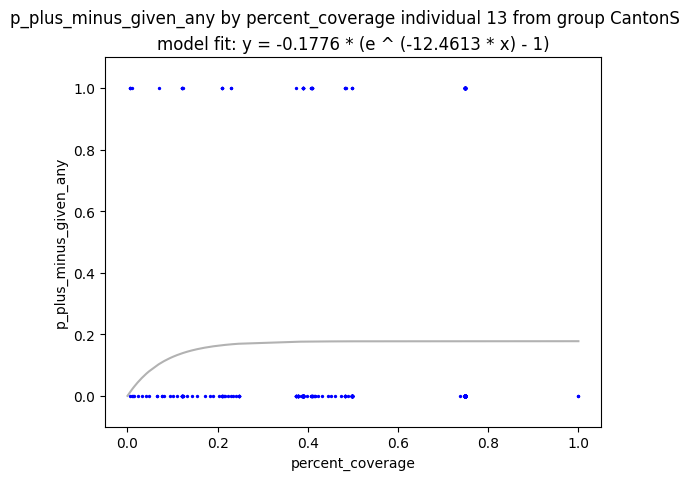 p_plus_minus_given_any by percent_coverage individual 13 from group CantonS
model fit: y = -0.1776 * (e ^ (-12.4613 * x) - 1)
1.0
0.8
0.6
0.4
0.2
0.0
p_plus_minus_given_any
0.0 0.2 0.4 0.6 0.8 1.0
percent_coverage